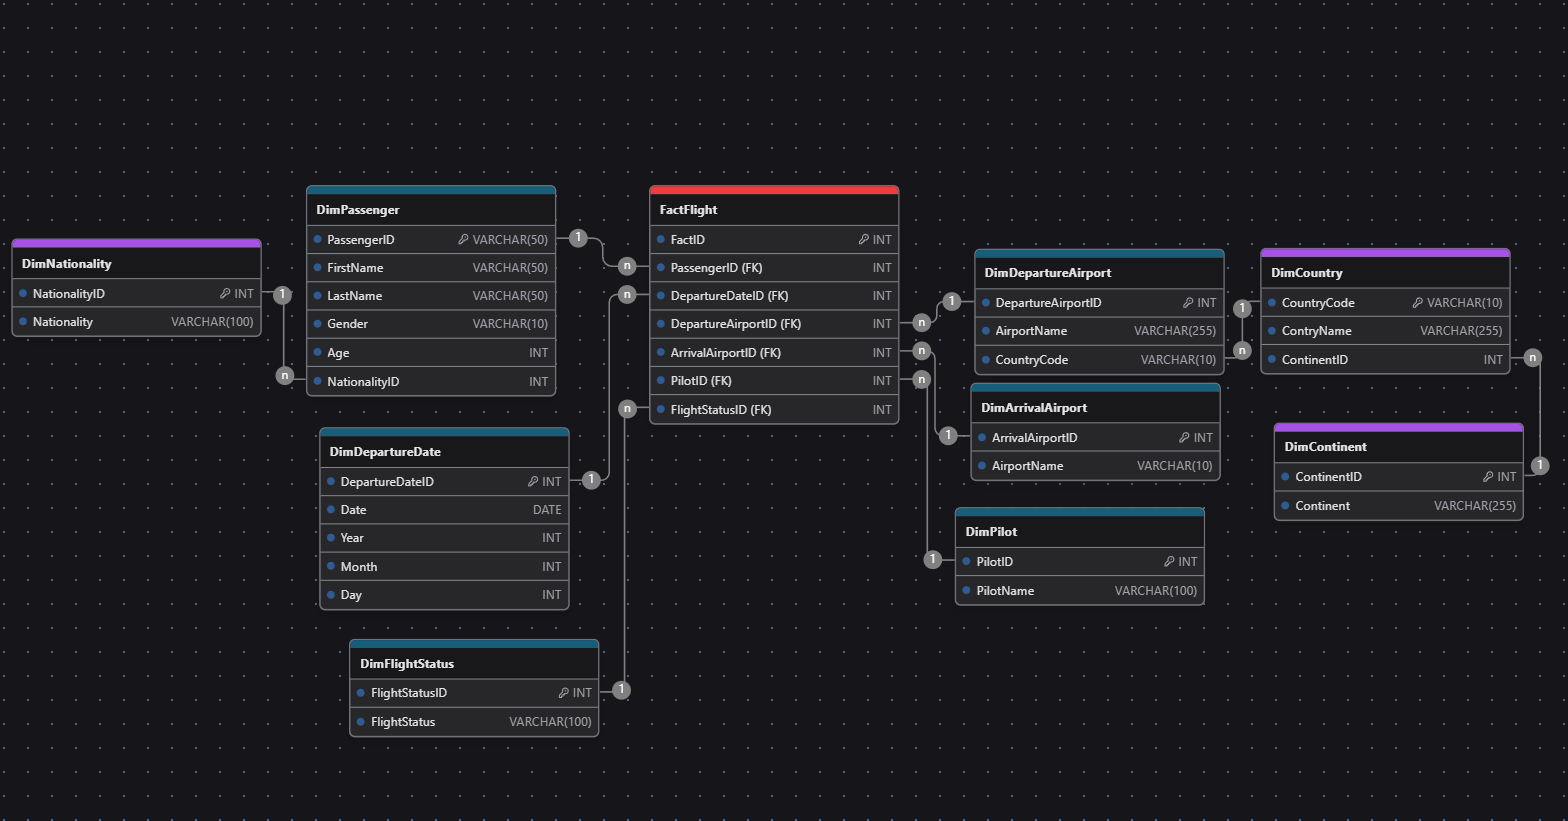 DimNationality
NationalityID INT
Nationality VARCHAR(100)
DimPassenger
PassengerID VARCHAR(50)
FirstName VARCHAR(50)
LastName VARCHAR(50)
Gender VARCHAR(10)
Age INT
NationalityID INT
DimDepartureDate
DepartureDateID INT
Date DATE
Year INT
Month INT
Day INT
DimFlightStatus
FlightStatusID INT
FlightStatus VARCHAR(100)
1
n
1
n
n
1
n
1
FactFlight
FactID INT
PassengerID (FK) INT
DepartureDateID (FK) INT
DepartureAirportID (FK) INT
ArrivalAirportID (FK) INT
PilotID (FK) INT
FlightStatusID (FK) INT
n
1
n
1
n
1
DimDepartureAirport
DepartureAirportID INT
AirportName VARCHAR(255)
CountryCode VARCHAR(10)
DimArrivalAirport
ArrivalAirportID INT
AirportName VARCHAR(10)
DimPilot
PilotID INT
PilotName VARCHAR(100)
1
n
DimCountry
CountryCode VARCHAR(10)
ContryName VARCHAR(255)
ContinentID INT
n
1
DimContinent
ContinentID INT
Continent VARCHAR(255)